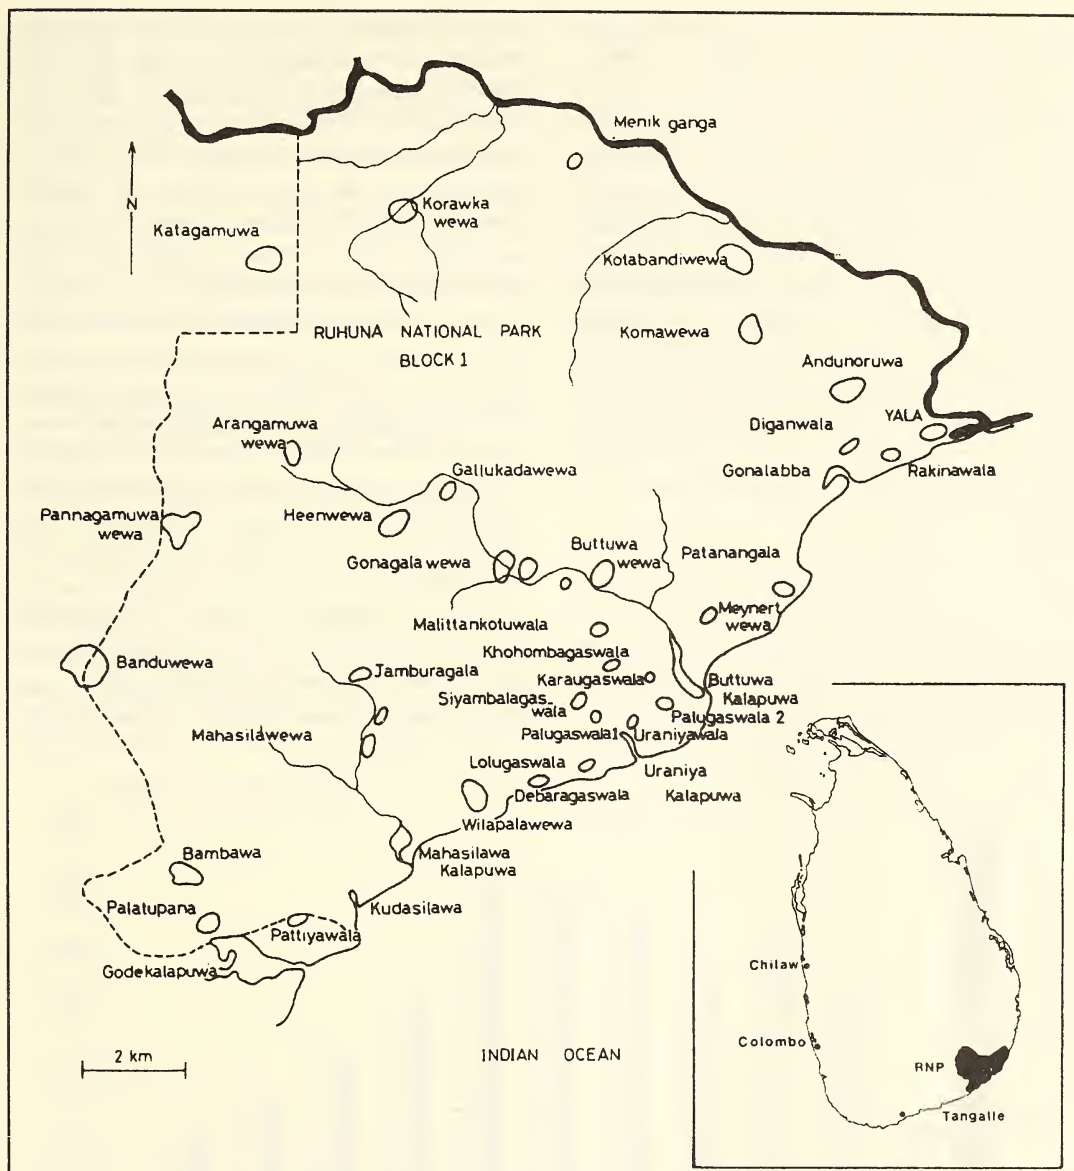 Menik ganga
N
Korawka
wewa
Katagamuwa
Kotabandiwewa
RUHUNA NATIONAL PARK
BLOCK 1
Komawewa
Andunoruwa
YALA
Diganwala
Arangamuwa
wewa
Gallukadawewa
Gonalabba
Rakinawala
Pannagamuwa
wewa
Heenwewa
Gonagala wewa
Buttuwa
wewa
Patanangala
Meynert
wewa
Malittankotuwala
Khohombagaswala
Banduwewa
Jamburagala
Karaugaswala
Buttuwa
Kalapuwa
Siyambalagas_
wala
Palugaswala 2
Mahasilawewa
Palugaswala 1
Uraniyawala
Lolugaswala
Uraniya
Kalapuwa
Debaragaswala
Wilapalawewa
Mahasilawa
Kalapuwa
Bambawa
Palatupana
Kudasilawa
Pattiyawala
Godekalapuwa
2 km
INDIAN OCEAN
Chilaw
Colombo
RNP
Tangalle